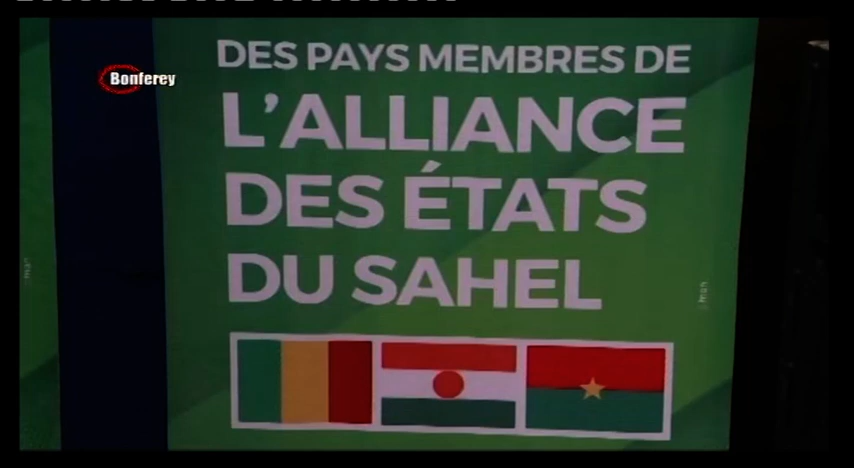 Bonferey
DES PAYS MEMBRES DE
L'ALLIANCE
DES ÉTATS
DU SAHEL